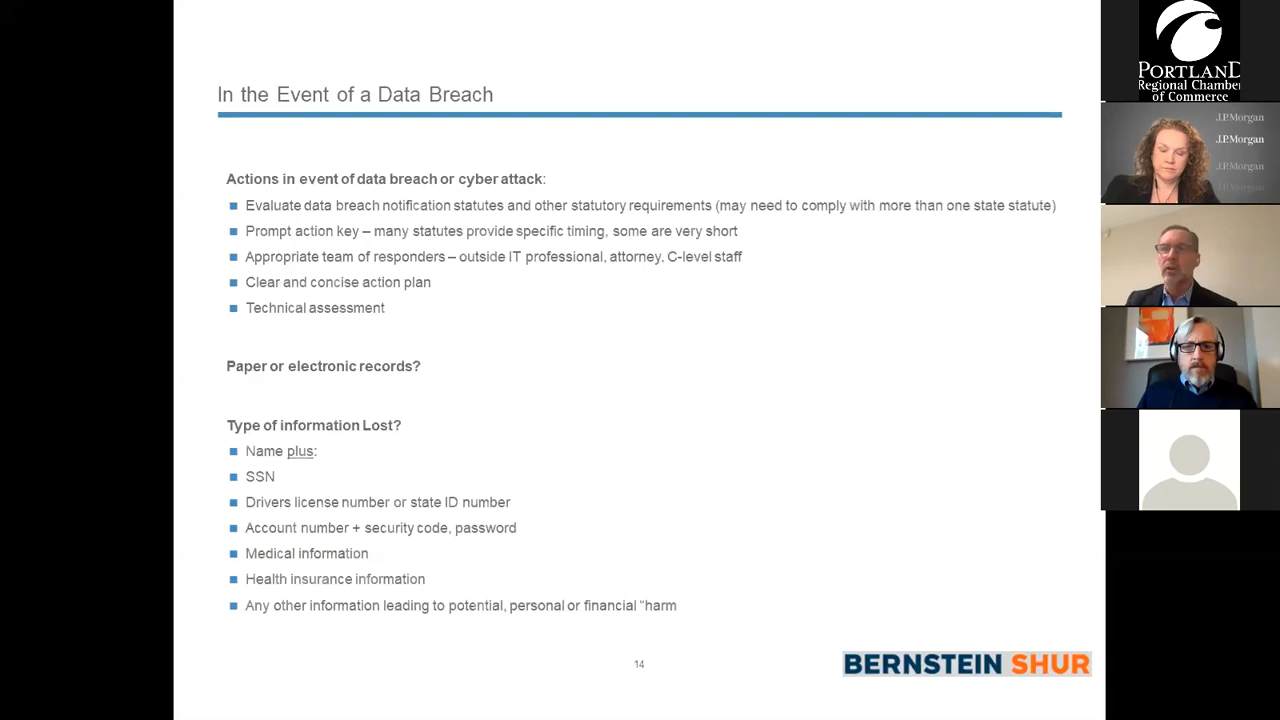 In the Event of a Data Breach
Actions in event of data breach or cyber attack:
Evaluate data breach notification statutes and other statutory requirements (may need to comply with more than one state statute)
Prompt action key – many statutes provide specific timing, some are very short
Appropriate team of responders – outside IT professional, attorney, C-level staff
Clear and concise action plan
Technical assessment
Paper or electronic records?
Type of information Lost?
Name plus:
SSN
Drivers license number or state ID number
Account number + security code, password
Medical information
Health insurance information
Any other information leading to potential, personal or financial “harm
14
BERNSTEIN SHUR
PORTLAND
Regional Chamber
of Commerce
J.P.Morgan
J.P.Morgan
J.P.Morgan
J.P.Morgan